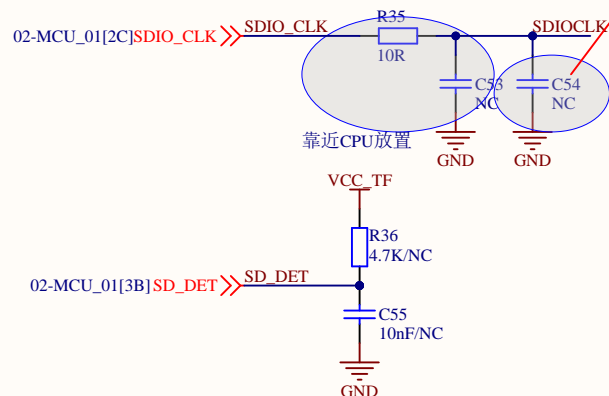 SDIO_CLK R35 SDIOCLK
02-MCU_01[2C] SDIO_CLK
10R C53 C54
NC NC
靠近CPU放置
GND GND
VCC_TF
R36
4.7K/NC
02-MCU_01[3B] SD_DET SD_DET
C55
10nF/NC
GND